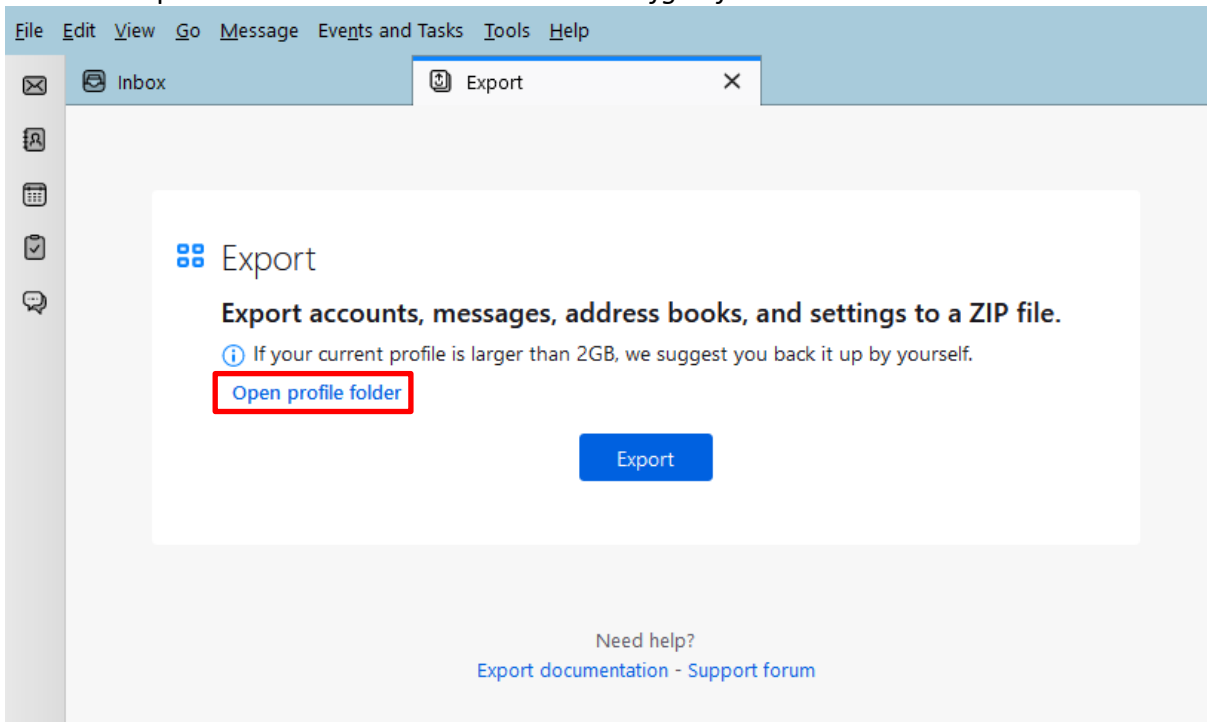 File Edit View Go Message Events and Tasks Tools Help
Inbox Export
Export
Export accounts, messages, address books, and settings to a ZIP file.
If your current profile is larger than 2GB, we suggest you back it up by yourself.
Open profile folder
Export
Need help?
Export documentation - Support forum